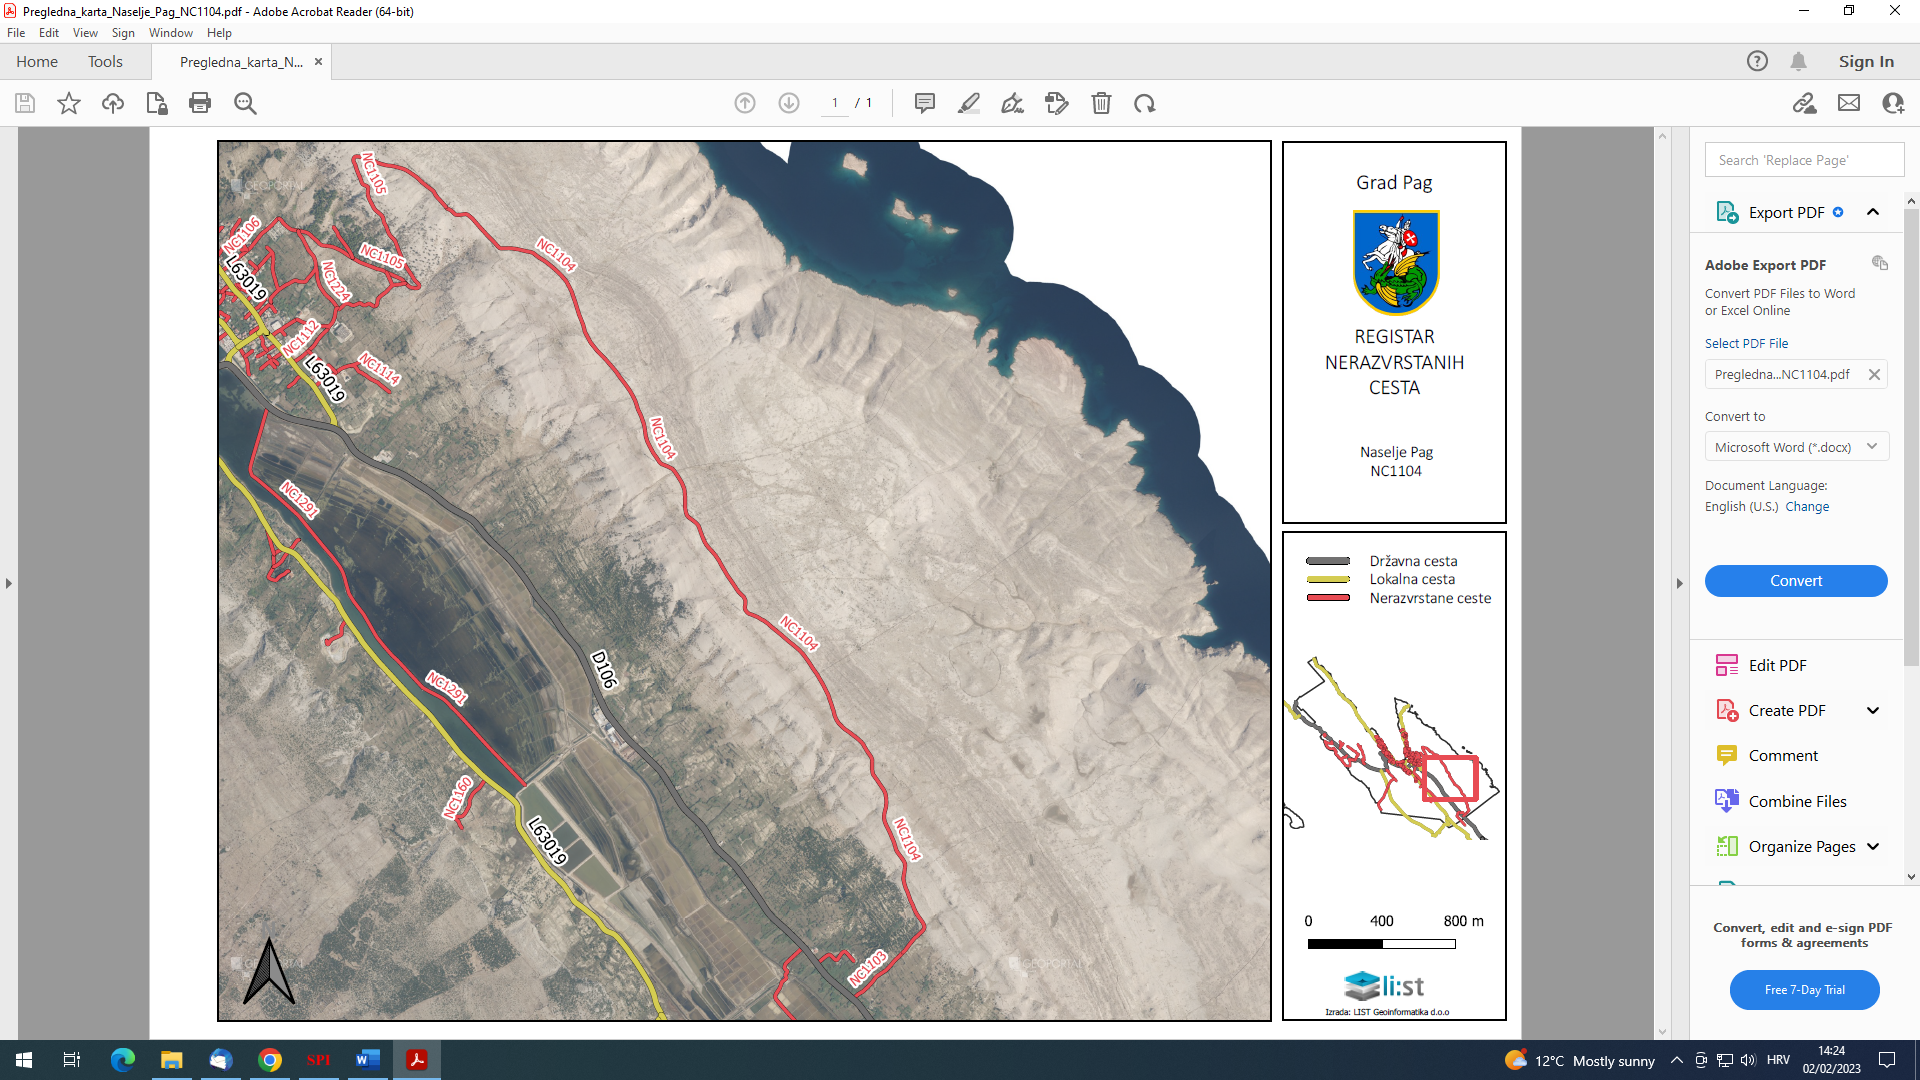 Pregledna_karta_Naselje_Pag_NC1104.pdf - Adobe Acrobat Reader (64-bit)
File Edit View Sign Window Help
Home Tools Pregledna_karta_N... Sign In
1 / 1
GEOPORTAL
NC1105
NC1106
NC1104
NC1105
L63019
NC1224
NC1112
L63019
NC1114
NC1104
NC1291
NC1104
D106
NC1291
NC1160
L63019
NC1104
NC1103
GEOPORTAL
Grad Pag
REGISTAR
NERAZVRSTANIH
CESTA
Naselje Pag
NC1104
Državna cesta
Lokalna cesta
Nerazvrstane ceste
0 400 800 m
li:st
Izrada: LIST Geoinformatika d.o.o
Search 'Replace Page'
Export PDF
Adobe Export PDF
Convert PDF Files to Word
or Excel Online
Select PDF File
Pregledna...NC1104.pdf
Convert to
Microsoft Word (*.docx)
Document Language:
English (U.S.) Change
Convert
Edit PDF
Create PDF
Comment
Combine Files
Organize Pages
Convert, edit and e-sign PDF
forms & agreements
Free 7-Day Trial
SPI
12°C Mostly sunny
HRV
14:24
02/02/2023